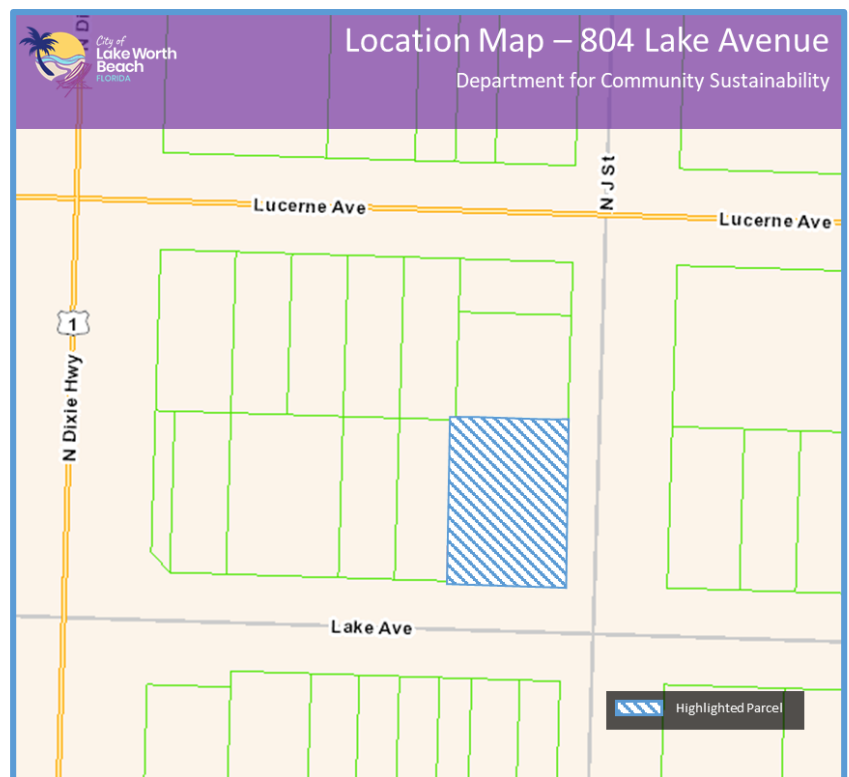 N Di
City of
Lake Worth
Beach
FLORIDA
Location Map – 804 Lake Avenue
Department for Community Sustainability
N J St
Lucerne Ave
Lucerne Ave
1
N Dixie Hwy
Lake Ave
Highlighted Parcel